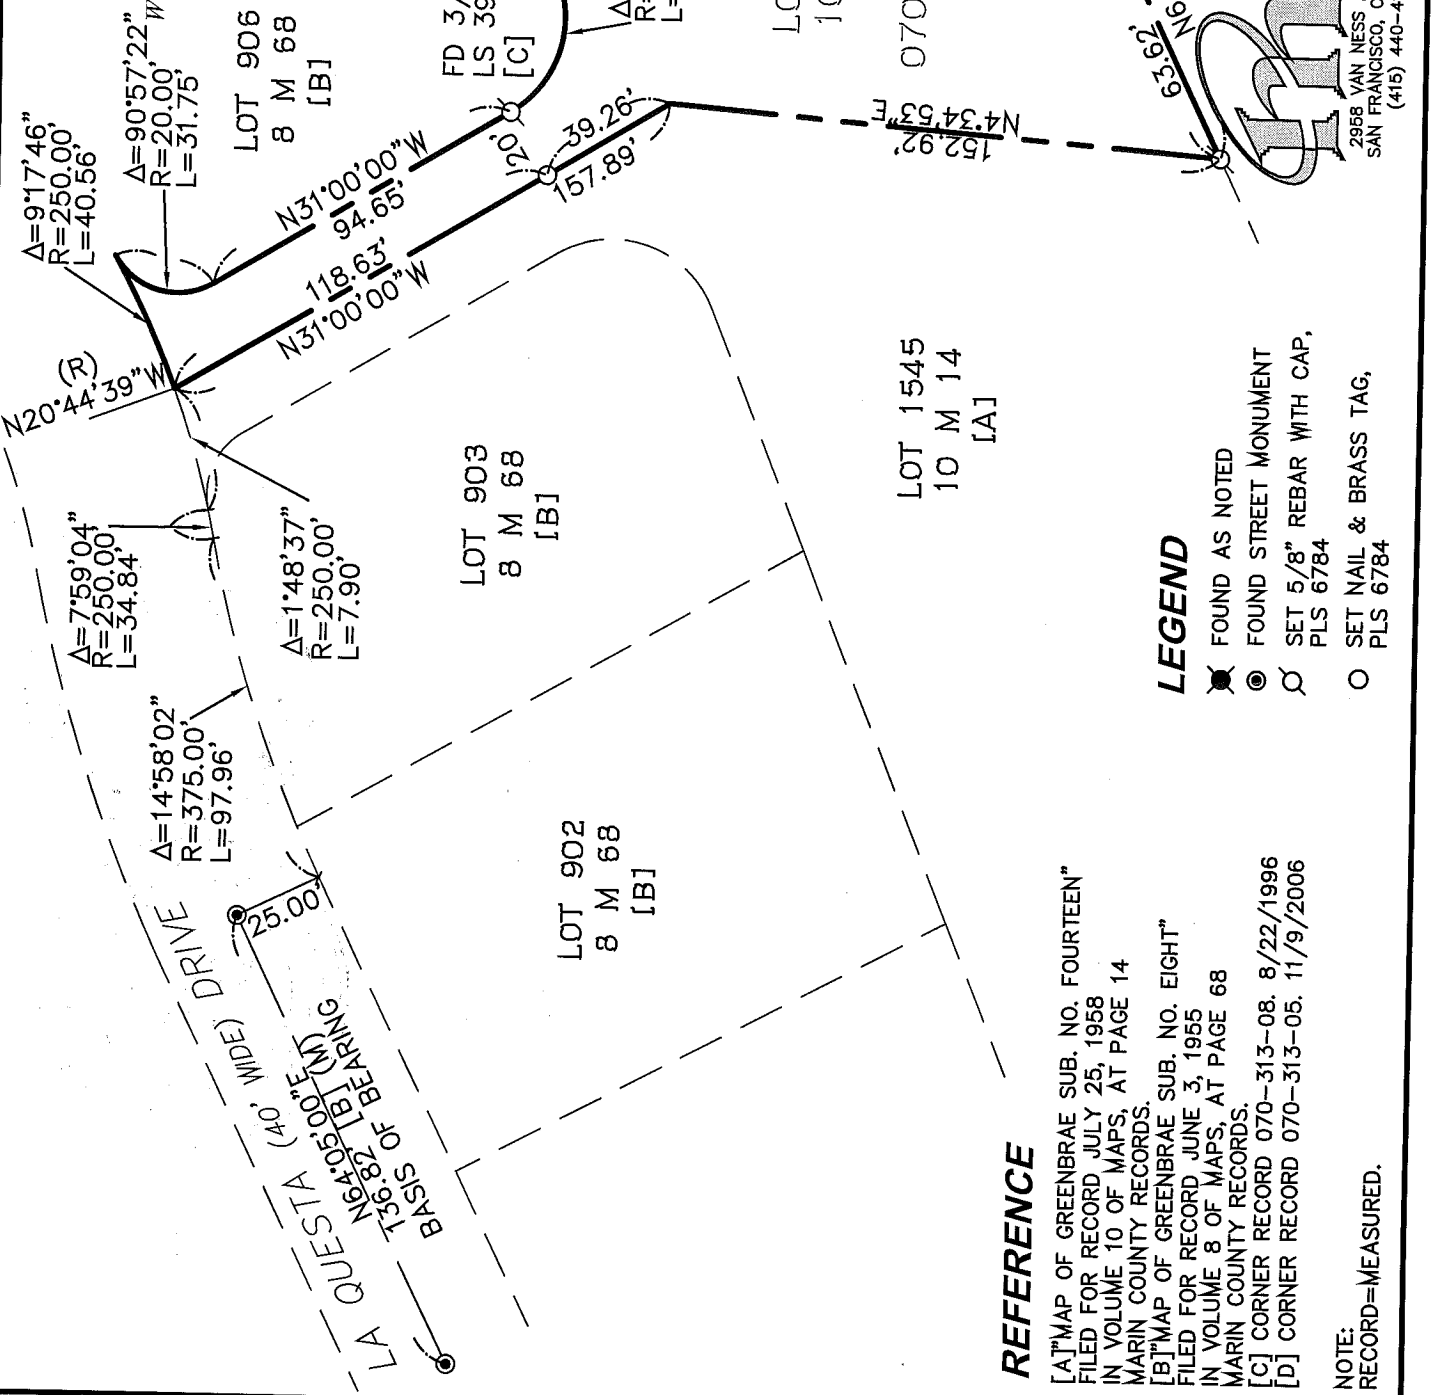 Δ=9°17'46"
R=250.00'
L=40.56'
Δ=90°57'22"
R=20.00'
L=31.75'
W
LOT 906
8 M 68
[B]
FD 3/
LS 39
[C]
Δ
R=
L=
LO
10
070
N31°00'00"W
94.65'
20'
39.26'
157.89'
118.63'
N31°00'00"W
N4°34'53"E
152.92'
63.62'
N6
2958 VAN NESS
SAN FRANCISCO, C
(415) 440-4
(R)
N20°44'39"W
Δ=7°59'04"
R=250.00'
L=34.84'
Δ=1°48'37"
R=250.00'
L=7.90'
Δ=14°58'02"
R=375.00'
L=97.96'
LOT 903
8 M 68
[B]
LOT 1545
10 M 14
[A]
LOT 902
8 M 68
[B]
25.00'
LA QUESTA (40' WIDE) DRIVE
N64°05'00"E
136.82' [B] (M)
BASIS OF BEARING
LEGEND
FOUND AS NOTED
FOUND STREET MONUMENT
SET 5/8" REBAR WITH CAP,
PLS 6784
SET NAIL & BRASS TAG,
PLS 6784
REFERENCE
[A]"MAP OF GREENBRAE SUB. NO. FOURTEEN"
FILED FOR RECORD JULY 25, 1958
IN VOLUME 10 OF MAPS, AT PAGE 14
MARIN COUNTY RECORDS.
[B]"MAP OF GREENBRAE SUB. NO. EIGHT"
FILED FOR RECORD JUNE 3, 1955
IN VOLUME 8 OF MAPS, AT PAGE 68
MARIN COUNTY RECORDS.
[C] CORNER RECORD 070-313-08. 8/22/1996
[D] CORNER RECORD 070-313-05. 11/9/2006
NOTE:
RECORD=MEASURED.